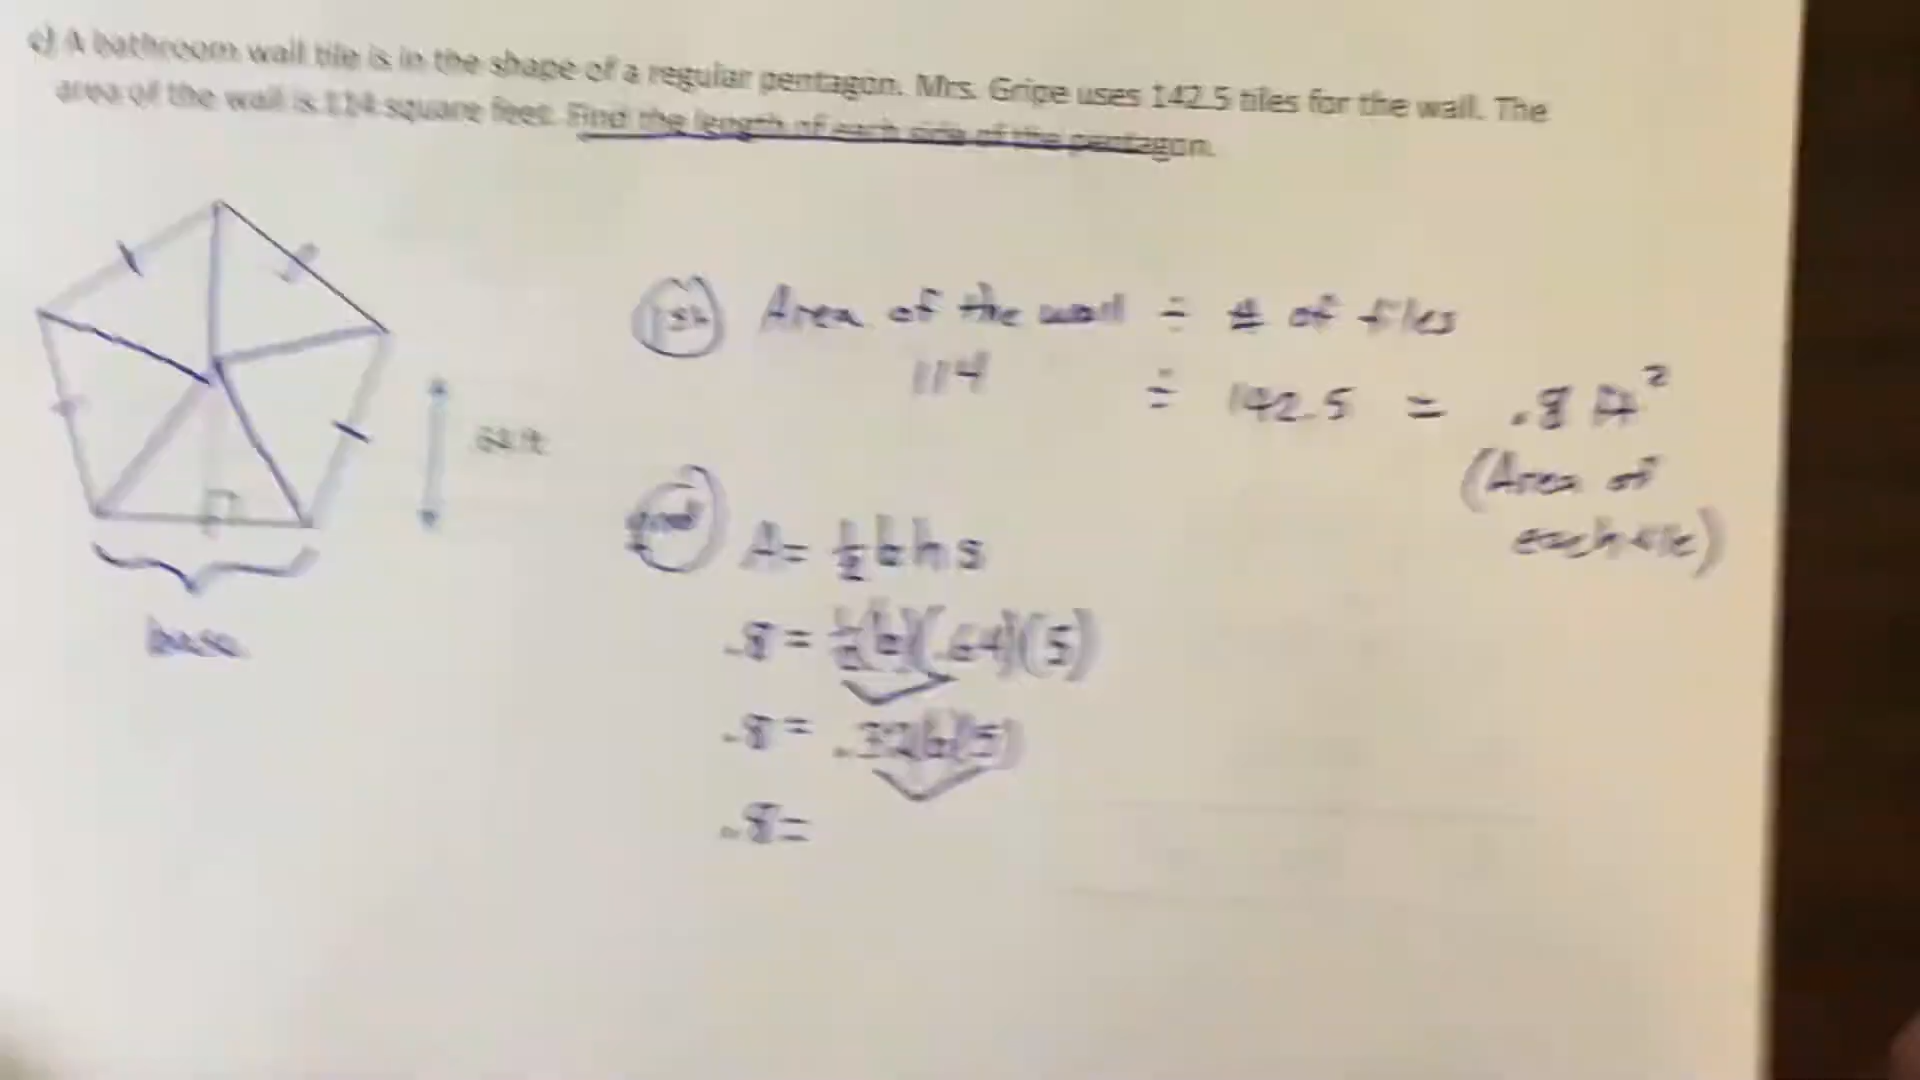 c) A bathroom wall tile is in the shape of a regular pentagon. Mrs. Gripe uses 142.5 tiles for the wall. The
area of the wall is 114 square feet. Find the length of each side of the pentagon.
1st Area of the wall ÷ # of tiles
114 ÷ 142.5 = .8 ft²
(Area of
each tile)
.64 ft
2nd A = ½ b h s
.8 = ½(b)(.64)(5)
base
.8 = .32(b)(5)
.8 =